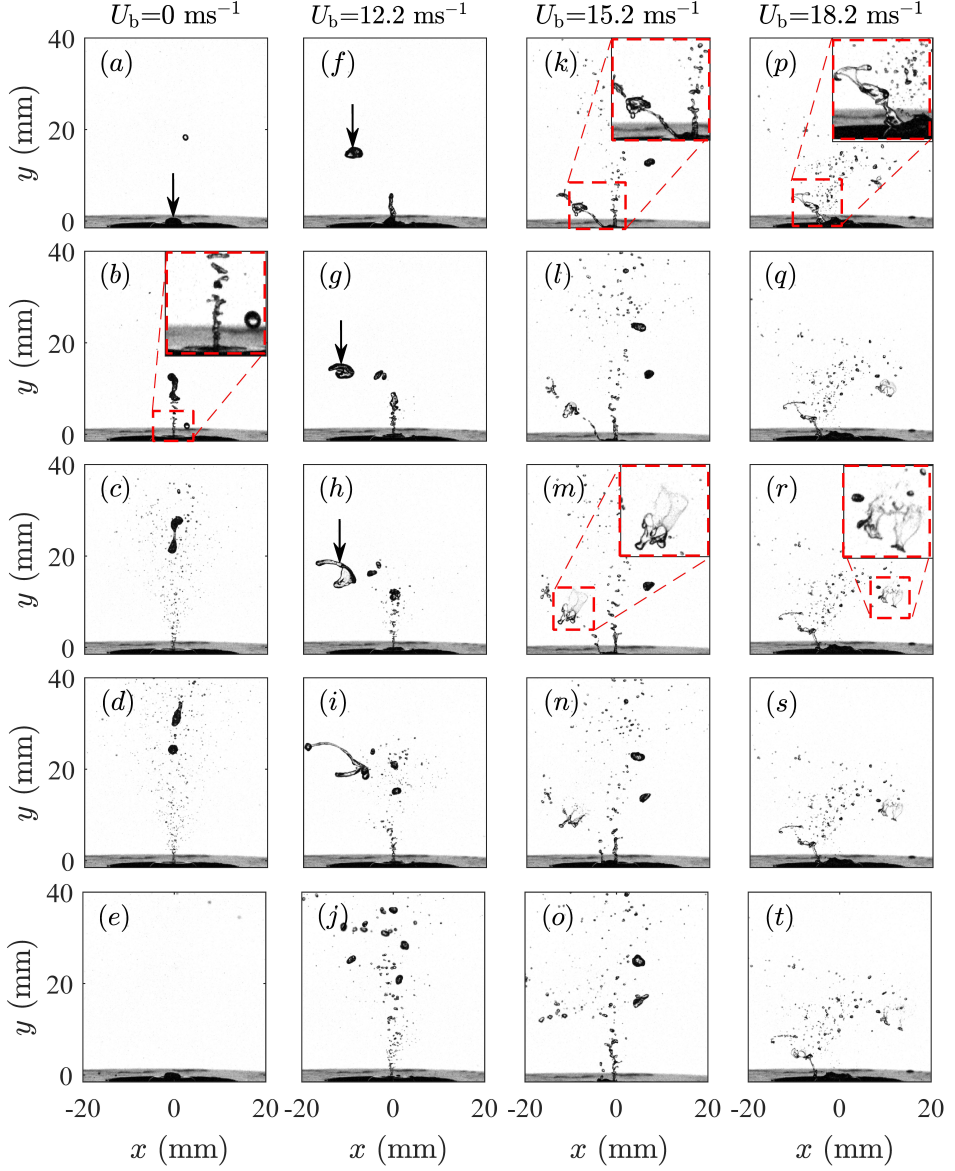 U_b=0 ms⁻¹ U_b=12.2 ms⁻¹ U_b=15.2 ms⁻¹ U_b=18.2 ms⁻¹
40 (a) (f) (k) (p)
y (mm)
20
0
40 (b) (g) (l) (q)
y (mm)
20
0
40 (c) (h) (m) (r)
y (mm)
20
0
40 (d) (i) (n) (s)
y (mm)
20
0
40 (e) (j) (o) (t)
y (mm)
20
0
-20 0 20 -20 0 20 -20 0 20 -20 0 20
x (mm) x (mm) x (mm) x (mm)